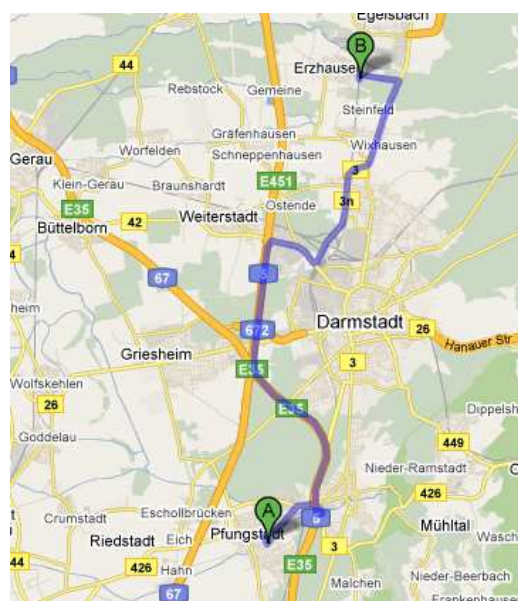 Egelsbach
B
Erzhause
44
Rebstock
Gemeine
Steinfeld
Gräfenhausen
Gerau
Worfelden
Schneppenhausen
Wixhausen
3
Klein-Gerau
Braunshardt
E451
E35
3n
Ostende
42
Weiterstadt
Büttelborn
5
67
4
heim
672
Darmstadt
26
Griesheim
E35
Hanauer Str.
3
Wolfskehlen
26
E35
Dippelsh
Goddelau
449
Nieder-Ramstadt
426
A
Eschollbrücken
Crumstadt
Pfungstadt
5
Mühltal
Riedstadt
Eich
3
Wasch
44
426
Hahn
E35
67
Malchen
Nieder-Beerbach
Frankenhausen